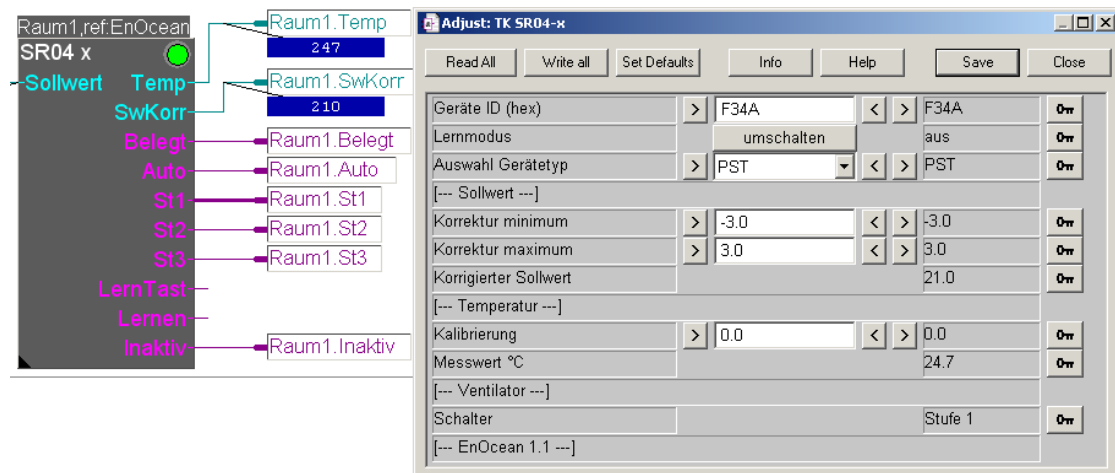 Raum1,ref:EnOcean
SR04 x
Sollwert Temp
SwKorr
Belegt
Auto
St1
St2
St3
LernTast
Lernen
Inaktiv
Raum1.Temp
247
Raum1.SwKorr
210
Raum1.Belegt
Raum1.Auto
Raum1.St1
Raum1.St2
Raum1.St3
Raum1.Inaktiv
Adjust: TK SR04-x
Read All Write all Set Defaults Info Help Save Close
Geräte ID (hex) > F34A < > F34A
Lernmodus umschalten aus
Auswahl Gerätetyp > PST < > PST
[--- Sollwert ---]
Korrektur minimum > -3.0 < > -3.0
Korrektur maximum > 3.0 < > 3.0
Korrigierter Sollwert 21.0
[--- Temperatur ---]
Kalibrierung > 0.0 < > 0.0
Messwert °C 24.7
[--- Ventilator ---]
Schalter Stufe 1
[--- EnOcean 1.1 ---]